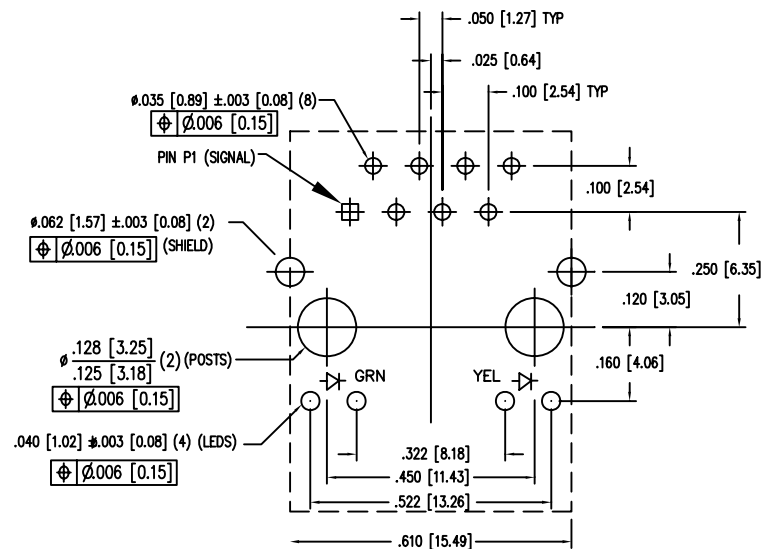 .050 [1.27] TYP
.025 [0.64]
.100 [2.54] TYP
ø.035 [0.89] ±.003 [0.08] (8)
⌖ Ø.006 [0.15]
PIN P1 (SIGNAL)
.100 [2.54]
ø.062 [1.57] ±.003 [0.08] (2)
⌖ Ø.006 [0.15] (SHIELD)
.250 [6.35]
.120 [3.05]
ø .128 [3.25]
.125 [3.18] (2) (POSTS)
⌖ Ø.006 [0.15]
.160 [4.06]
GRN
YEL
.040 [1.02] ±.003 [0.08] (4) (LEDS)
⌖ Ø.006 [0.15]
.322 [8.18]
.450 [11.43]
.522 [13.26]
.610 [15.49]